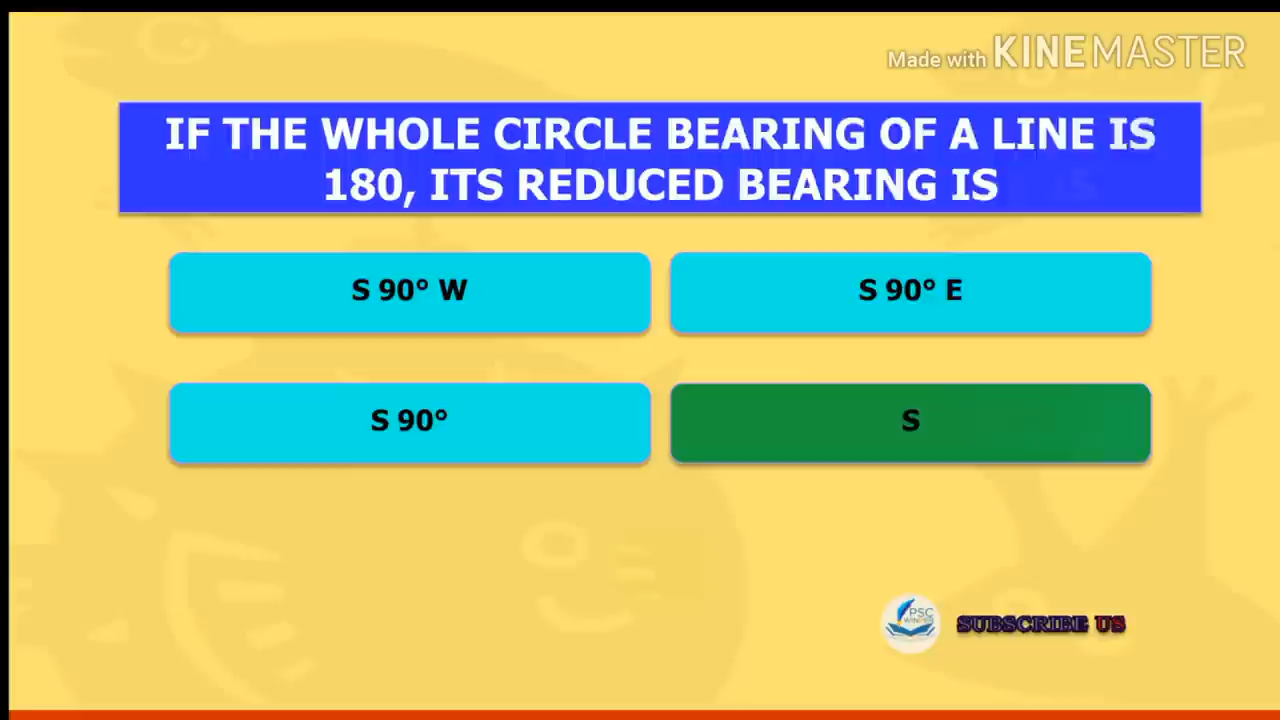 Made with KINEMASTER
IF THE WHOLE CIRCLE BEARING OF A LINE IS
180, ITS REDUCED BEARING IS
S 90° W
S 90° E
S 90°
S
PSC
SUBSCRIBE US